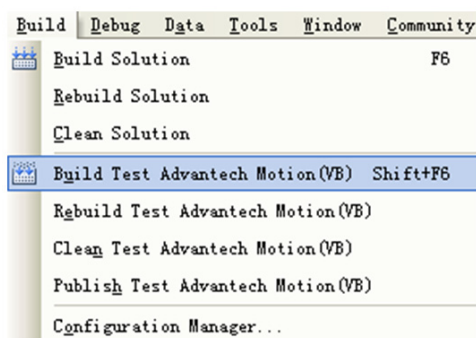 Build Debug Data Tools Window Community
Build Solution F6
Rebuild Solution
Clean Solution
Build Test Advantech Motion(VB) Shift+F6
Rebuild Test Advantech Motion(VB)
Clean Test Advantech Motion(VB)
Publish Test Advantech Motion(VB)
Configuration Manager...